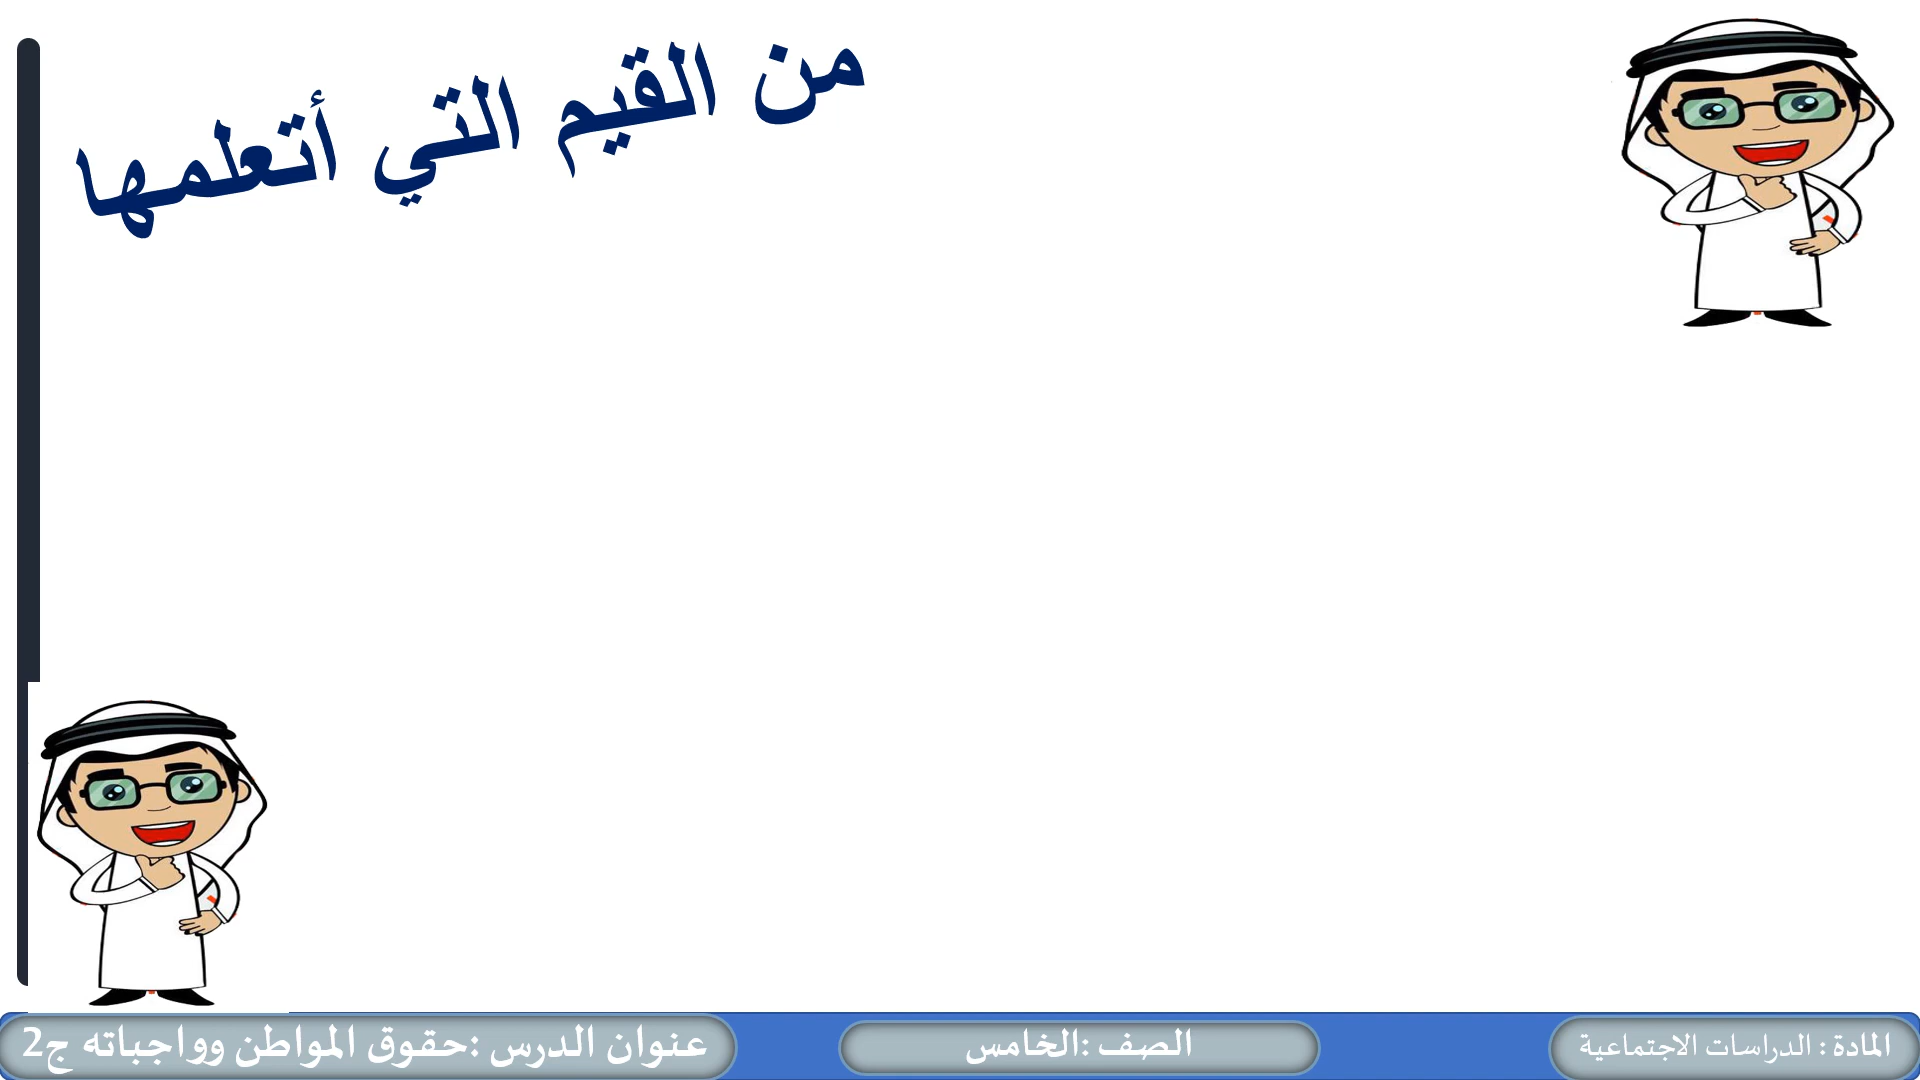 من القيم التي أتعلمها
المادة : الدراسات الاجتماعية
الصف :الخامس
عنوان الدرس :حقوق المواطن وواجباته ج2